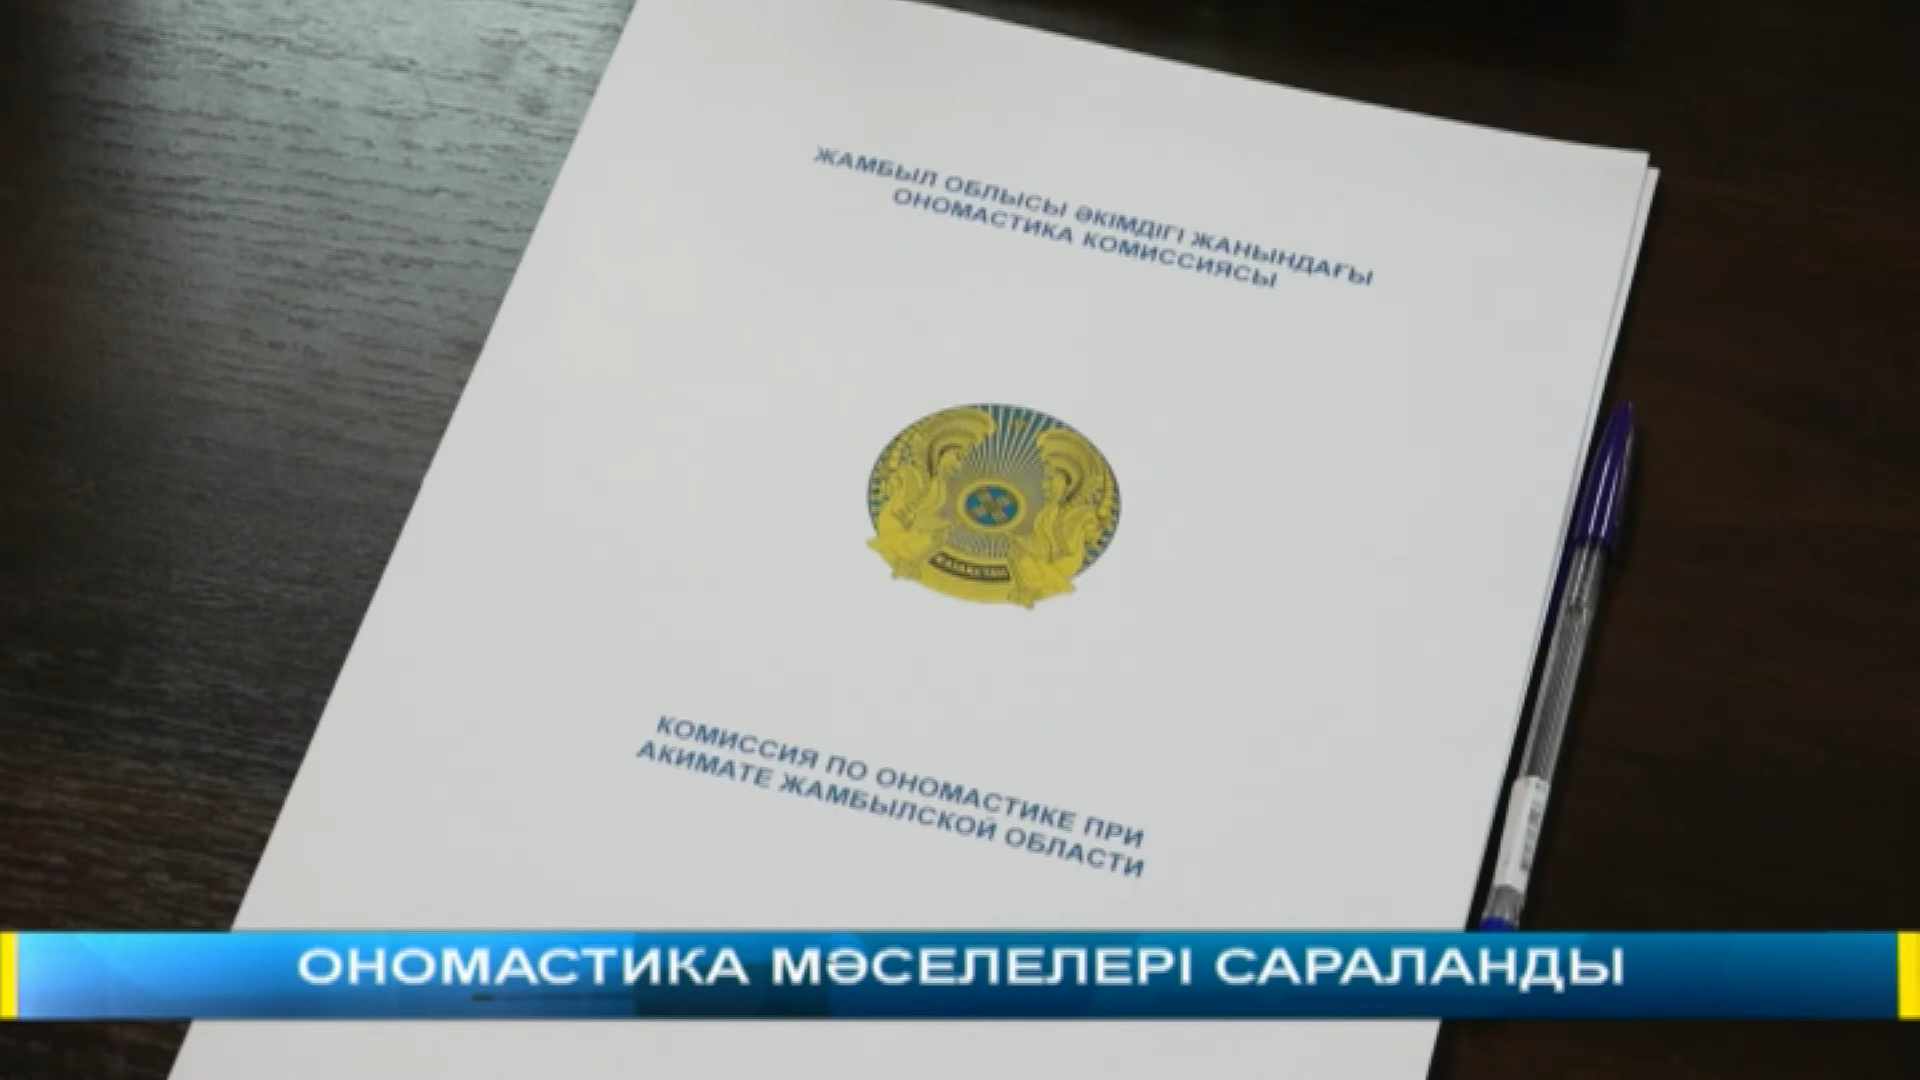 ЖАМБЫЛ ОБЛЫСЫ ӘКІМДІГІ ЖАНЫНДАҒЫ
ОНОМАСТИКА КОМИССИЯСЫ
КОМИССИЯ ПО ОНОМАСТИКЕ ПРИ
АКИМАТЕ ЖАМБЫЛСКОЙ ОБЛАСТИ
ОНОМАСТИКА МӘСЕЛЕЛЕРІ САРАЛАНДЫ